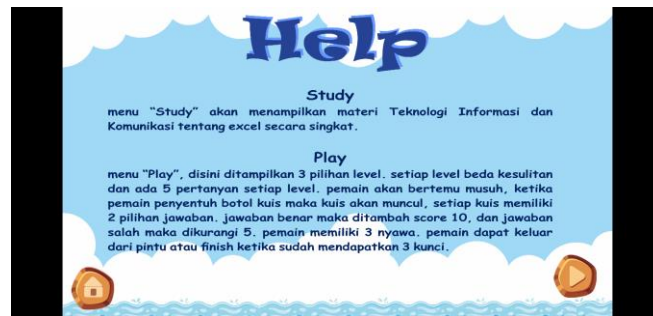 Help
Study
menu "Study" akan menampilkan materi Teknologi Informasi dan
Komunikasi tentang excel secara singkat.
Play
menu "Play", disini ditampilkan 3 pilihan level. setiap level beda kesulitan
dan ada 5 pertanyan setiap level. pemain akan bertemu musuh, ketika
pemain penyentuh botol kuis maka kuis akan muncul, setiap kuis memiliki
2 pilihan jawaban. jawaban benar maka ditambah score 10, dan jawaban
salah maka dikurangi 5. pemain memiliki 3 nyawa. pemain dapat keluar
dari pintu atau finish ketika sudah mendapatkan 3 kunci.